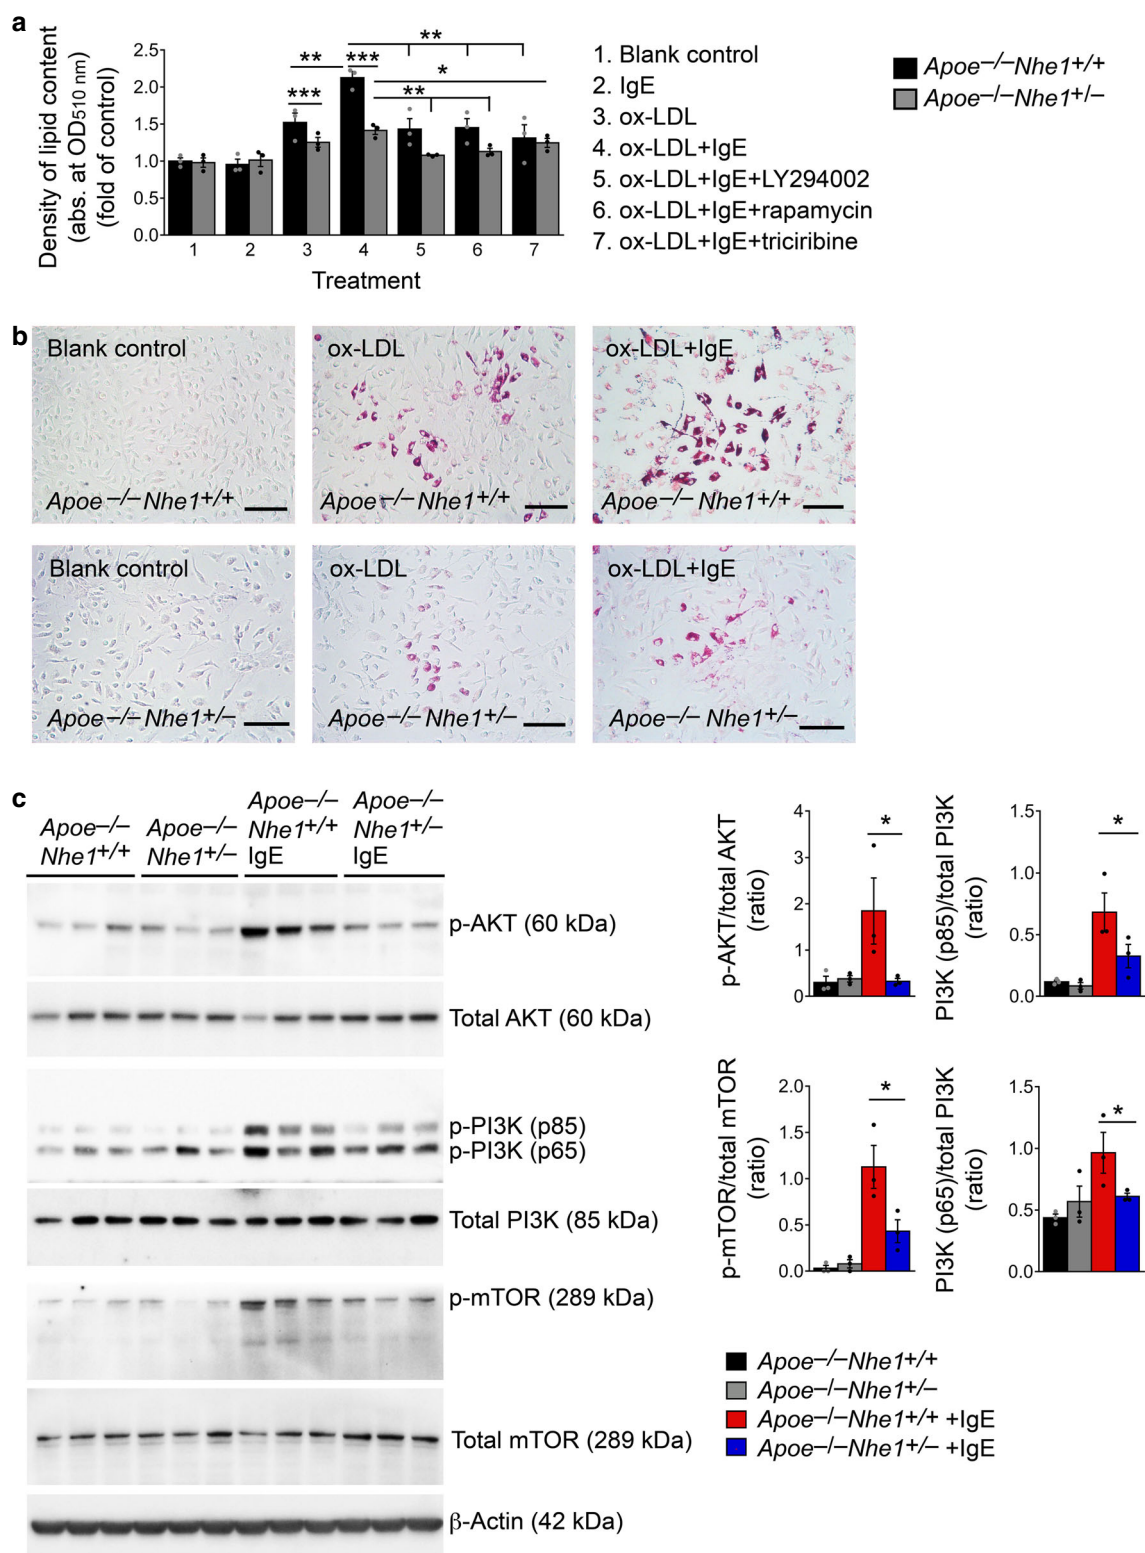 a
Density of lipid content
(abs. at OD510 nm)
(fold of control)
2.5
2.0
1.5
1.0
0.5
0.0
** *** **
*** * **
1 2 3 4 5 6 7
Treatment
1. Blank control
2. IgE
3. ox-LDL
4. ox-LDL+IgE
5. ox-LDL+IgE+LY294002
6. ox-LDL+IgE+rapamycin
7. ox-LDL+IgE+triciribine
Apoe–/–Nhe1+/+
Apoe–/–Nhe1+/–
b
Blank control
Apoe–/–Nhe1+/+
ox-LDL
Apoe–/–Nhe1+/+
ox-LDL+IgE
Apoe–/–Nhe1+/+
Blank control
Apoe–/–Nhe1+/–
ox-LDL
Apoe–/–Nhe1+/–
ox-LDL+IgE
Apoe–/–Nhe1+/–
c
Apoe–/–
Nhe1+/+
Apoe–/–
Nhe1+/–
Apoe–/–
Nhe1+/+
IgE
Apoe–/–
Nhe1+/–
IgE
p-AKT (60 kDa)
Total AKT (60 kDa)
p-PI3K (p85)
p-PI3K (p65)
Total PI3K (85 kDa)
p-mTOR (289 kDa)
Total mTOR (289 kDa)
β-Actin (42 kDa)
p-AKT/total AKT
(ratio)
4
3
2
1
0
*
PI3K (p85)/total PI3K
(ratio)
1.5
1.0
0.5
0.0
*
p-mTOR/total mTOR
(ratio)
2.0
1.5
1.0
0.5
0.0
*
PI3K (p65)/total PI3K
(ratio)
1.5
1.0
0.5
0.0
*
Apoe–/–Nhe1+/+
Apoe–/–Nhe1+/–
Apoe–/–Nhe1+/+ +IgE
Apoe–/–Nhe1+/– +IgE